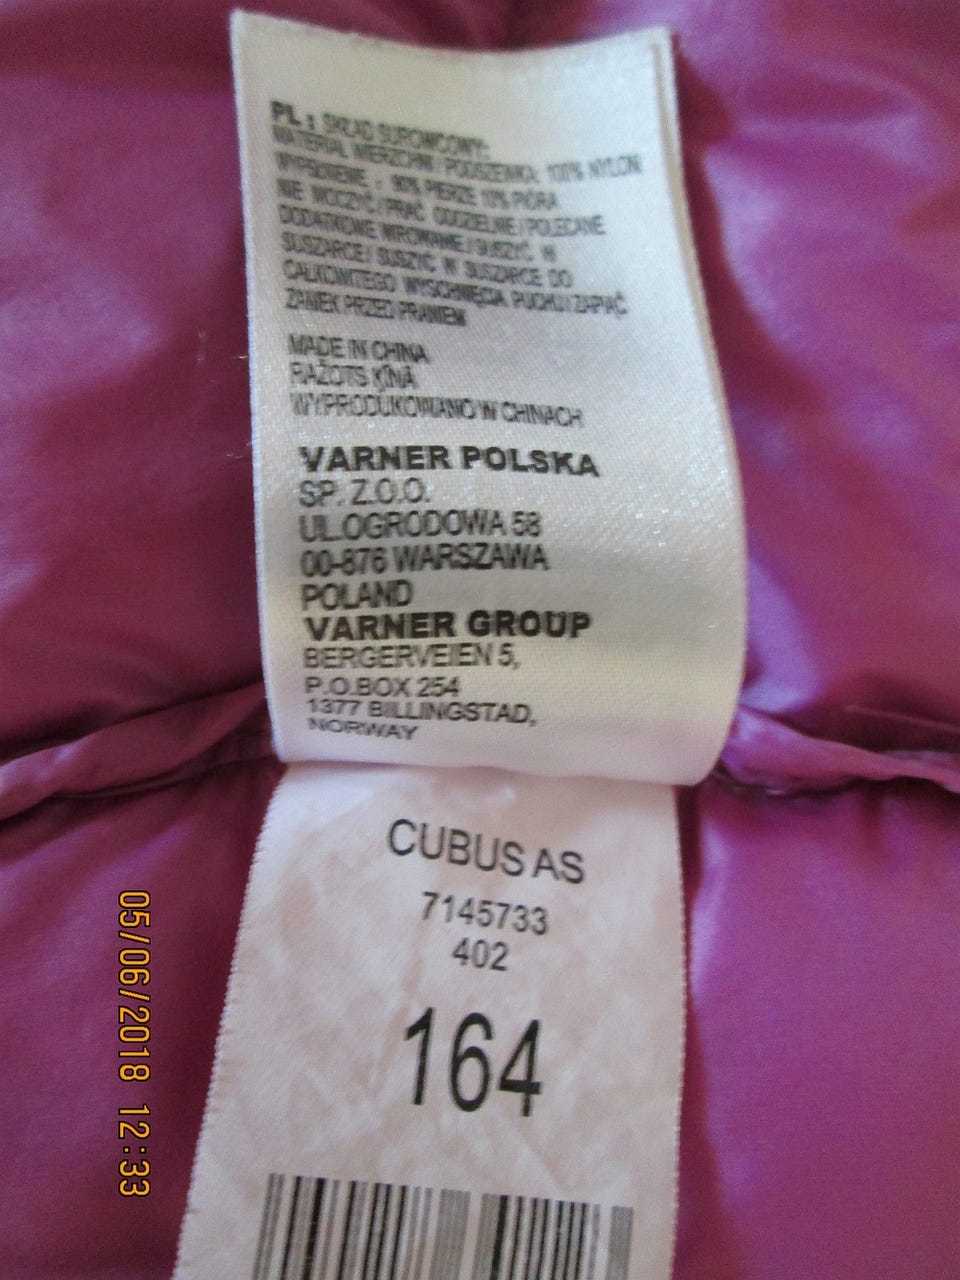 PL : SKŁAD SUROWCOWY:
MATERIAŁ WIERZCHNI / PODSZEWKA: 100% NYLON
WYPEŁNIENIE : 90% PIERZE 10% PIÓRA
NIE MOCZYĆ / PRAĆ ODDZIELNIE / POLECANE
DODATKOWE WIROWANIE / SUSZYĆ W
SUSZARCE / SUSZYĆ W SUSZARCE DO
CAŁKOWITEGO WYSCHNIĘCIA PUCHU / ZAPIĄĆ
ZAMEK PRZED PRANIEM
MADE IN CHINA
RAŽOTS ĶĪNĀ
WYPRODUKOWANO W CHINACH
VARNER POLSKA
SP. Z.O.O.
UL.OGRODOWA 58
00-876 WARSZAWA
POLAND
VARNER GROUP
BERGERVEIEN 5,
P.O.BOX 254
1377 BILLINGSTAD,
NORWAY
CUBUS AS
7145733
402
164
05/06/2018 12:33